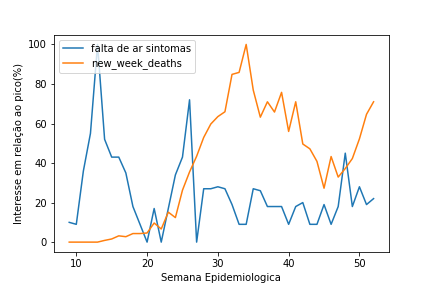 falta de ar sintomas
new_week_deaths
Interesse em relação ao pico(%)
100
80
60
40
20
0
10 20 30 40 50
Semana Epidemiologica